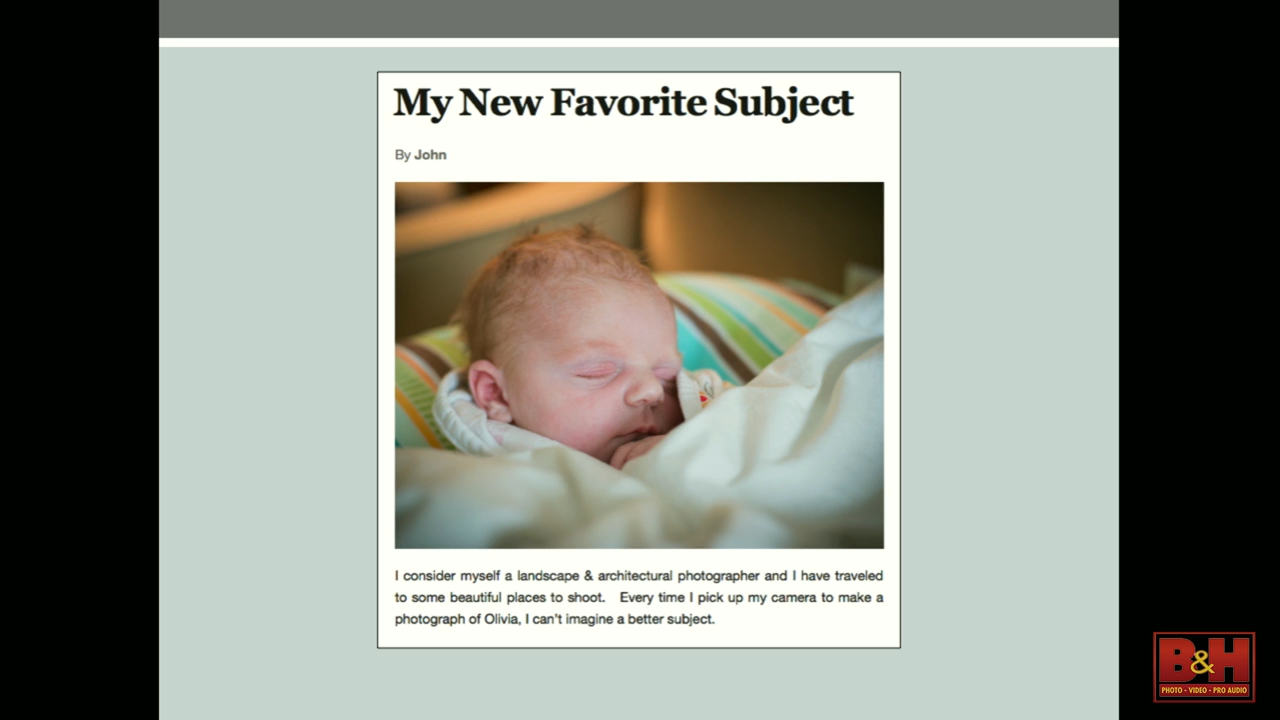 My New Favorite Subject
By John
I consider myself a landscape & architectural photographer and I have traveled
to some beautiful places to shoot. Every time I pick up my camera to make a
photograph of Olivia, I can't imagine a better subject.
B&H
PHOTO - VIDEO - PRO AUDIO